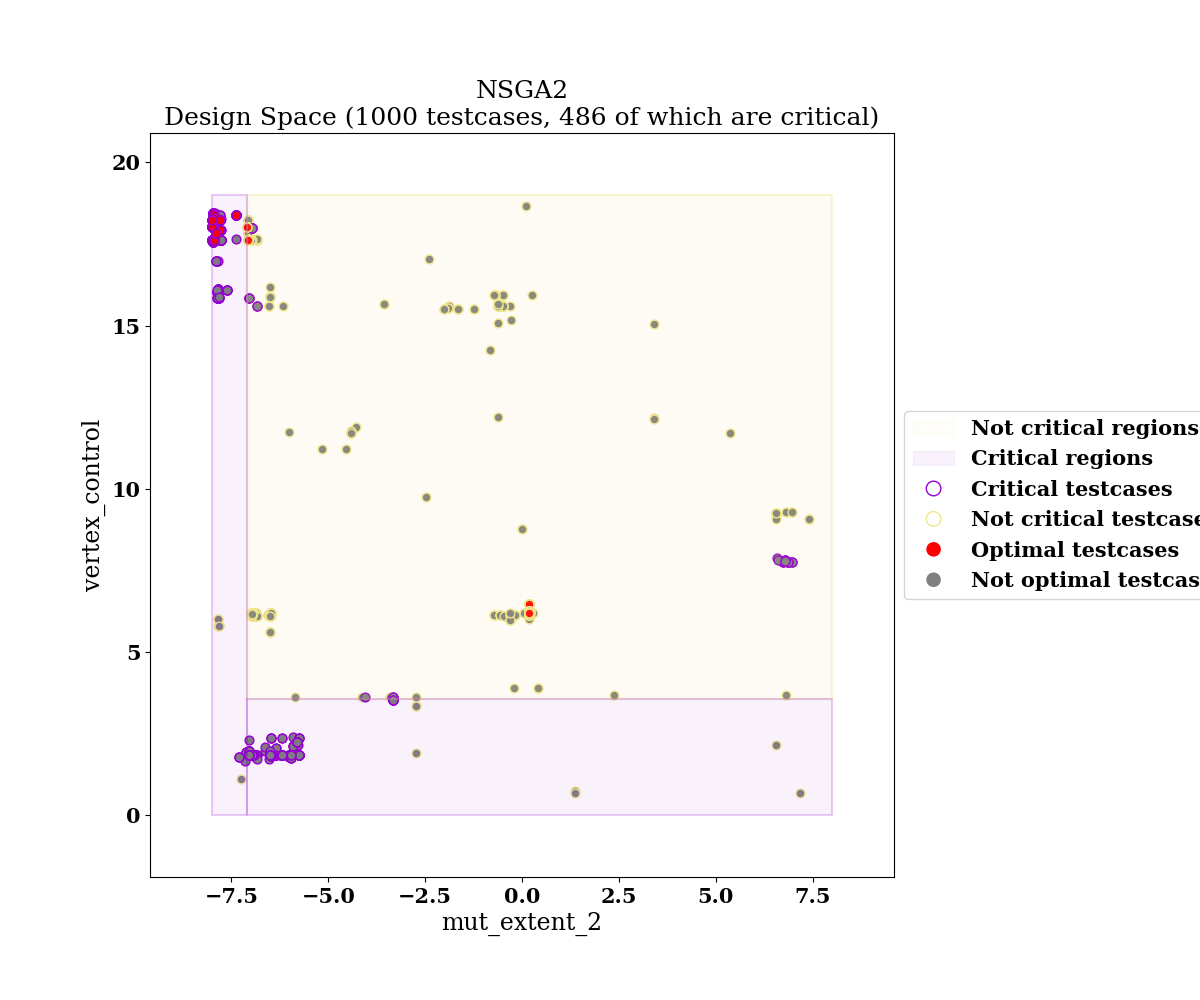 NSGA2
Design Space (1000 testcases, 486 of which are critical)
20
15
10
5
0
vertex_control
−7.5 −5.0 −2.5 0.0 2.5 5.0 7.5
mut_extent_2
Not critical regions
Critical regions
Critical testcases
Not critical testcase
Optimal testcases
Not optimal testcas